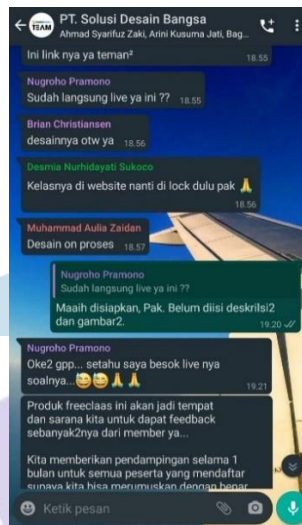 TEAM
PT. Solusi Desain Bangsa
Ahmad Syarifuz Zaki, Arini Kusuma Jati, Bag...
Ini link nya ya teman²
18.55
Nugroho Pramono
Sudah langsung live ya ini ??
18.55
Brian Christiansen
desainnya otw ya
18.56
Desmia Nurhidayati Sukoco
Kelasnya di website nanti di lock dulu pak 🙏
18.56
Muhammad Aulia Zaidan
Desain on proses
18.57
Nugroho Pramono
Sudah langsung live ya ini ??
Maaih disiapkan, Pak. Belum diisi deskrilsi2
dan gambar2.
19.20
Nugroho Pramono
Oke2 gpp... setahu saya besok live nya
soalnya...😅😅🙏🙏
19.21
Produk freeclaas ini akan jadi tempat
dan sarana kita untuk dapat feedback
sebanyak2nya dari member ya...
Kita memberikan pendampingan selama 1
bulan untuk semua peserta yang mendaftar
supaya kita bisa merumuskan dengan benar
Ketik pesan